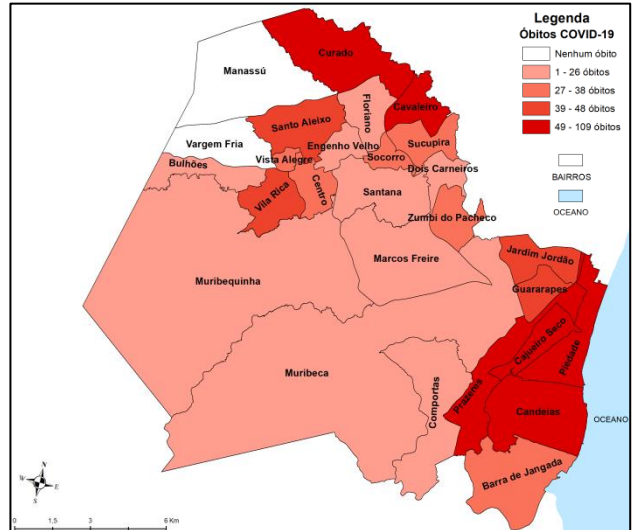 Legenda
Óbitos COVID-19
Nenhum óbito
1 - 26 óbitos
27 - 38 óbitos
39 - 48 óbitos
49 - 109 óbitos
BAIRROS
OCEANO
Curado
Manassú
Floriano
Cavaleiro
Santo Aleixo
Sucupira
Vargem Fria
Engenho Velho
Vista Alegre
Socorro
Bulhões
Dois Carneiros
Vila Rica
Centro
Santana
Zumbi do Pacheco
Marcos Freire
Jardim Jordão
Muribequinha
Guararapes
Cajueiro Seco
Piedade
Muribeca
Comportas
Prazeres
Candeias
OCEANO
Barra de Jangada
N
W E
S
0 1,5 3 6 Km